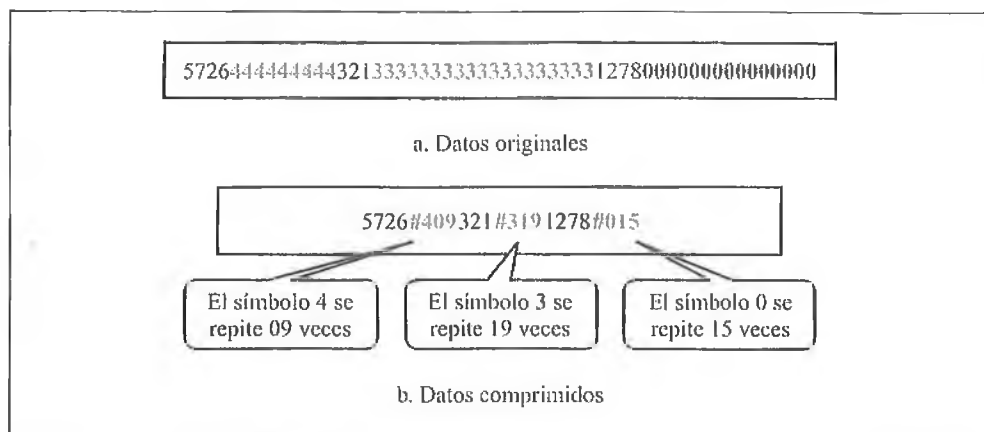 572644444444432133333333333333333331278000000000000000
a. Datos originales
5726#409321#3191278#015
El símbolo 4 se
repite 09 veces
El símbolo 3 se
repite 19 veces
El símbolo 0 se
repite 15 veces
b. Datos comprimidos